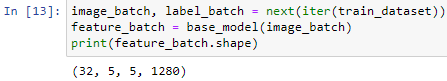 In [13]: image_batch, label_batch = next(iter(train_dataset))
feature_batch = base_model(image_batch)
print(feature_batch.shape)
(32, 5, 5, 1280)